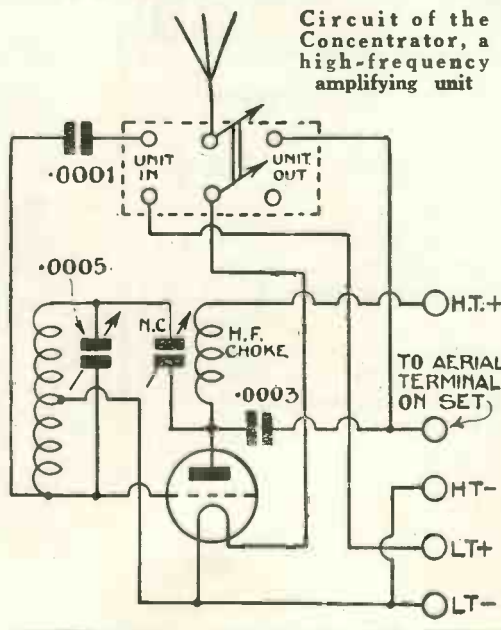 Circuit of the
Concentrator, a
high-frequency
amplifying unit
·0001
UNIT
IN
UNIT
OUT
·0005
N.C
H.F.
CHOKE
·0003
H.T.+
TO AERIAL
TERMINAL
ON SET
HT-
LT+
LT-